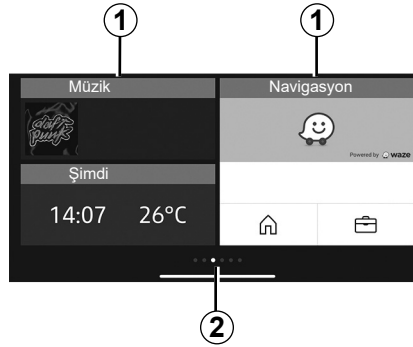 1
1
Müzik
Navigasyon
daft
punk
Powered by waze
Şimdi
14:07
26°C
2